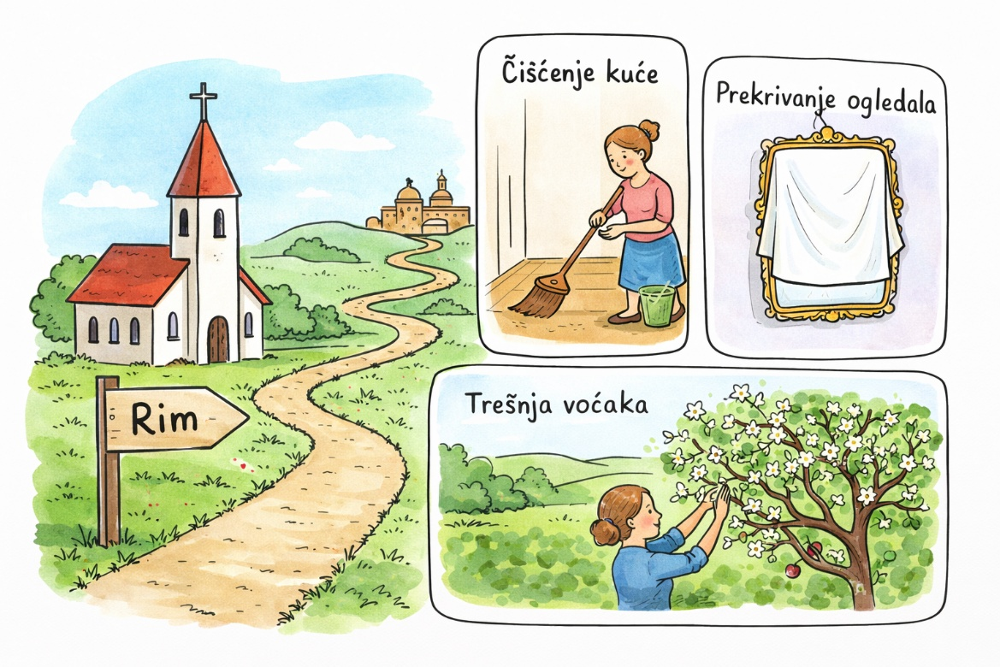 Rim
Čišćenje kuće
Prekrivanje ogledala
Trešnja voćaka